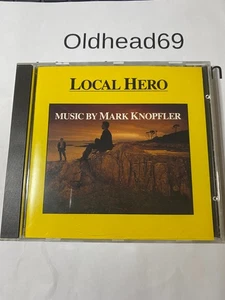 Oldhead69
LOCAL HERO
MUSIC BY MARK KNOPFLER